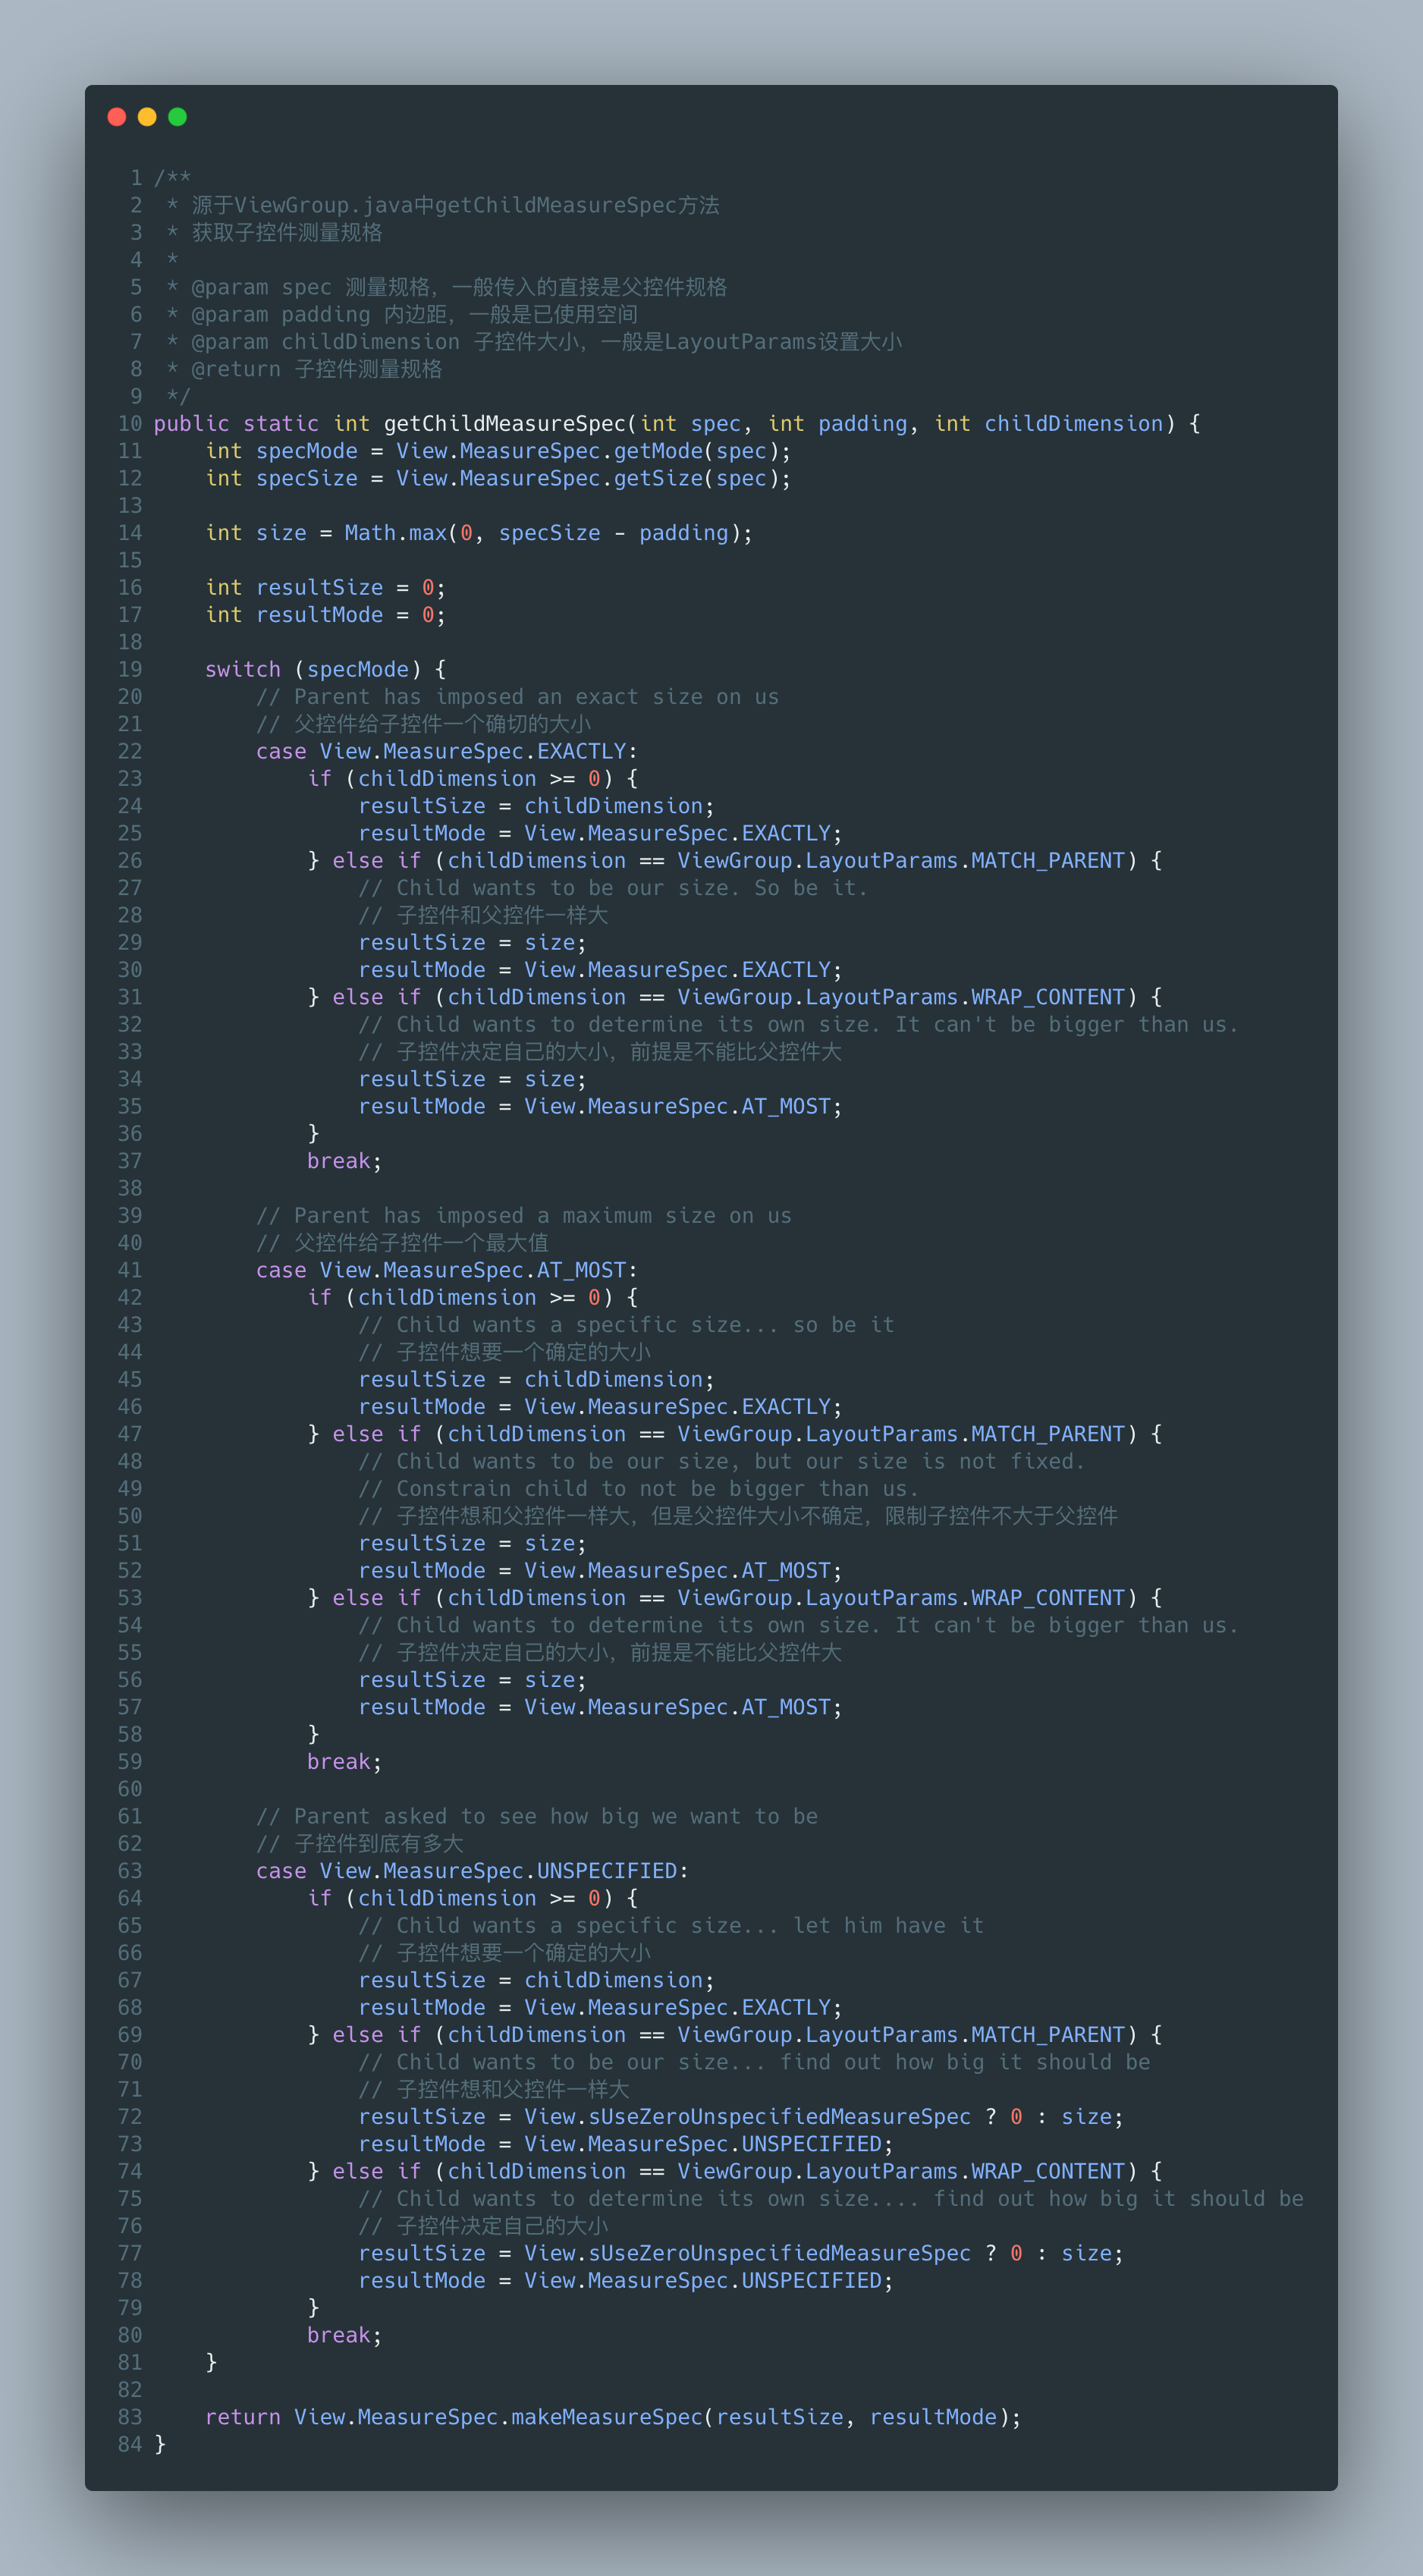 1 /**
2  * 源于ViewGroup.java中getChildMeasureSpec方法
3  * 获取子控件测量规格
4  *
5  * @param spec 测量规格，一般传入的直接是父控件规格
6  * @param padding 内边距，一般是已使用空间
7  * @param childDimension 子控件大小，一般是LayoutParams设置大小
8  * @return 子控件测量规格
9  */
10 public static int getChildMeasureSpec(int spec, int padding, int childDimension) {
11     int specMode = View.MeasureSpec.getMode(spec);
12     int specSize = View.MeasureSpec.getSize(spec);
13
14     int size = Math.max(0, specSize - padding);
15
16     int resultSize = 0;
17     int resultMode = 0;
18
19     switch (specMode) {
20         // Parent has imposed an exact size on us
21         // 父控件给子控件一个确切的大小
22         case View.MeasureSpec.EXACTLY:
23             if (childDimension >= 0) {
24                 resultSize = childDimension;
25                 resultMode = View.MeasureSpec.EXACTLY;
26             } else if (childDimension == ViewGroup.LayoutParams.MATCH_PARENT) {
27                 // Child wants to be our size. So be it.
28                 // 子控件和父控件一样大
29                 resultSize = size;
30                 resultMode = View.MeasureSpec.EXACTLY;
31             } else if (childDimension == ViewGroup.LayoutParams.WRAP_CONTENT) {
32                 // Child wants to determine its own size. It can't be bigger than us.
33                 // 子控件决定自己的大小，前提是不能比父控件大
34                 resultSize = size;
35                 resultMode = View.MeasureSpec.AT_MOST;
36             }
37             break;
38
39         // Parent has imposed a maximum size on us
40         // 父控件给子控件一个最大值
41         case View.MeasureSpec.AT_MOST:
42             if (childDimension >= 0) {
43                 // Child wants a specific size... so be it
44                 // 子控件想要一个确定的大小
45                 resultSize = childDimension;
46                 resultMode = View.MeasureSpec.EXACTLY;
47             } else if (childDimension == ViewGroup.LayoutParams.MATCH_PARENT) {
48                 // Child wants to be our size, but our size is not fixed.
49                 // Constrain child to not be bigger than us.
50                 // 子控件想和父控件一样大，但是父控件大小不确定，限制子控件不大于父控件
51                 resultSize = size;
52                 resultMode = View.MeasureSpec.AT_MOST;
53             } else if (childDimension == ViewGroup.LayoutParams.WRAP_CONTENT) {
54                 // Child wants to determine its own size. It can't be bigger than us.
55                 // 子控件决定自己的大小，前提是不能比父控件大
56                 resultSize = size;
57                 resultMode = View.MeasureSpec.AT_MOST;
58             }
59             break;
60
61         // Parent asked to see how big we want to be
62         // 子控件到底有多大
63         case View.MeasureSpec.UNSPECIFIED:
64             if (childDimension >= 0) {
65                 // Child wants a specific size... let him have it
66                 // 子控件想要一个确定的大小
67                 resultSize = childDimension;
68                 resultMode = View.MeasureSpec.EXACTLY;
69             } else if (childDimension == ViewGroup.LayoutParams.MATCH_PARENT) {
70                 // Child wants to be our size... find out how big it should be
71                 // 子控件想和父控件一样大
72                 resultSize = View.sUseZeroUnspecifiedMeasureSpec ? 0 : size;
73                 resultMode = View.MeasureSpec.UNSPECIFIED;
74             } else if (childDimension == ViewGroup.LayoutParams.WRAP_CONTENT) {
75                 // Child wants to determine its own size.... find out how big it should be
76                 // 子控件决定自己的大小
77                 resultSize = View.sUseZeroUnspecifiedMeasureSpec ? 0 : size;
78                 resultMode = View.MeasureSpec.UNSPECIFIED;
79             }
80             break;
81     }
82
83     return View.MeasureSpec.makeMeasureSpec(resultSize, resultMode);
84 }